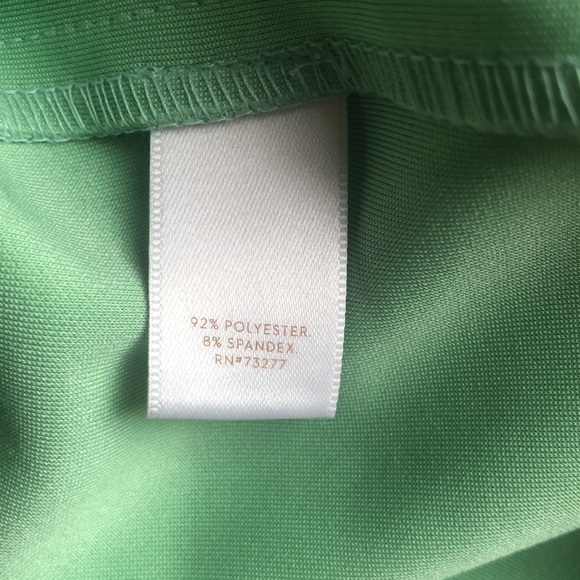 92% POLYESTER.
8% SPANDEX.
RN#73277